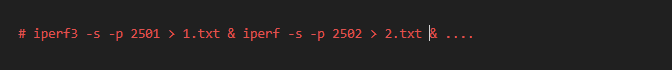 # iperf3 -s -p 2501 > 1.txt & iperf -s -p 2502 > 2.txt & ....